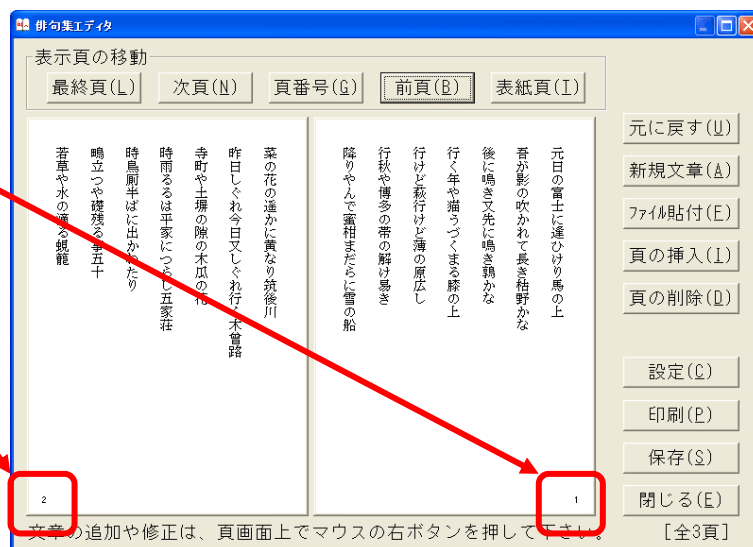 俳句集エディタ
表示頁の移動
最終頁(L)
次頁(N)
頁番号(G)
前頁(B)
表紙頁(I)
元に戻す(U)
新規文章(A)
ファイル貼付(F)
頁の挿入(I)
頁の削除(D)
設定(C)
印刷(P)
保存(S)
閉じる(E)
元日の富士に逢ひけり馬の上
吾が影の吹かれて長き枯野かな
後に鳴き又先に鳴き鶉かな
行く年や猫うづくまる膝の上
行けど萩行けど薄の原広し
行秋や博多の帯の解け易き
降りやんで蜜柑まだらに雪の船
1
菜の花の遥かに黄なり筑後川
昨日しぐれ今日又しぐれ行く木曾路
寺町や土塀の隙の木瓜の花
時雨るるは平家につらし五家荘
時鳥厠半ばに出かねたり
鴫立つや礎残る事五十
若草や水の滴る蜆籠
2
文章の追加や修正は、頁画面上でマウスの右ボタンを押して下さい。
[全3頁]